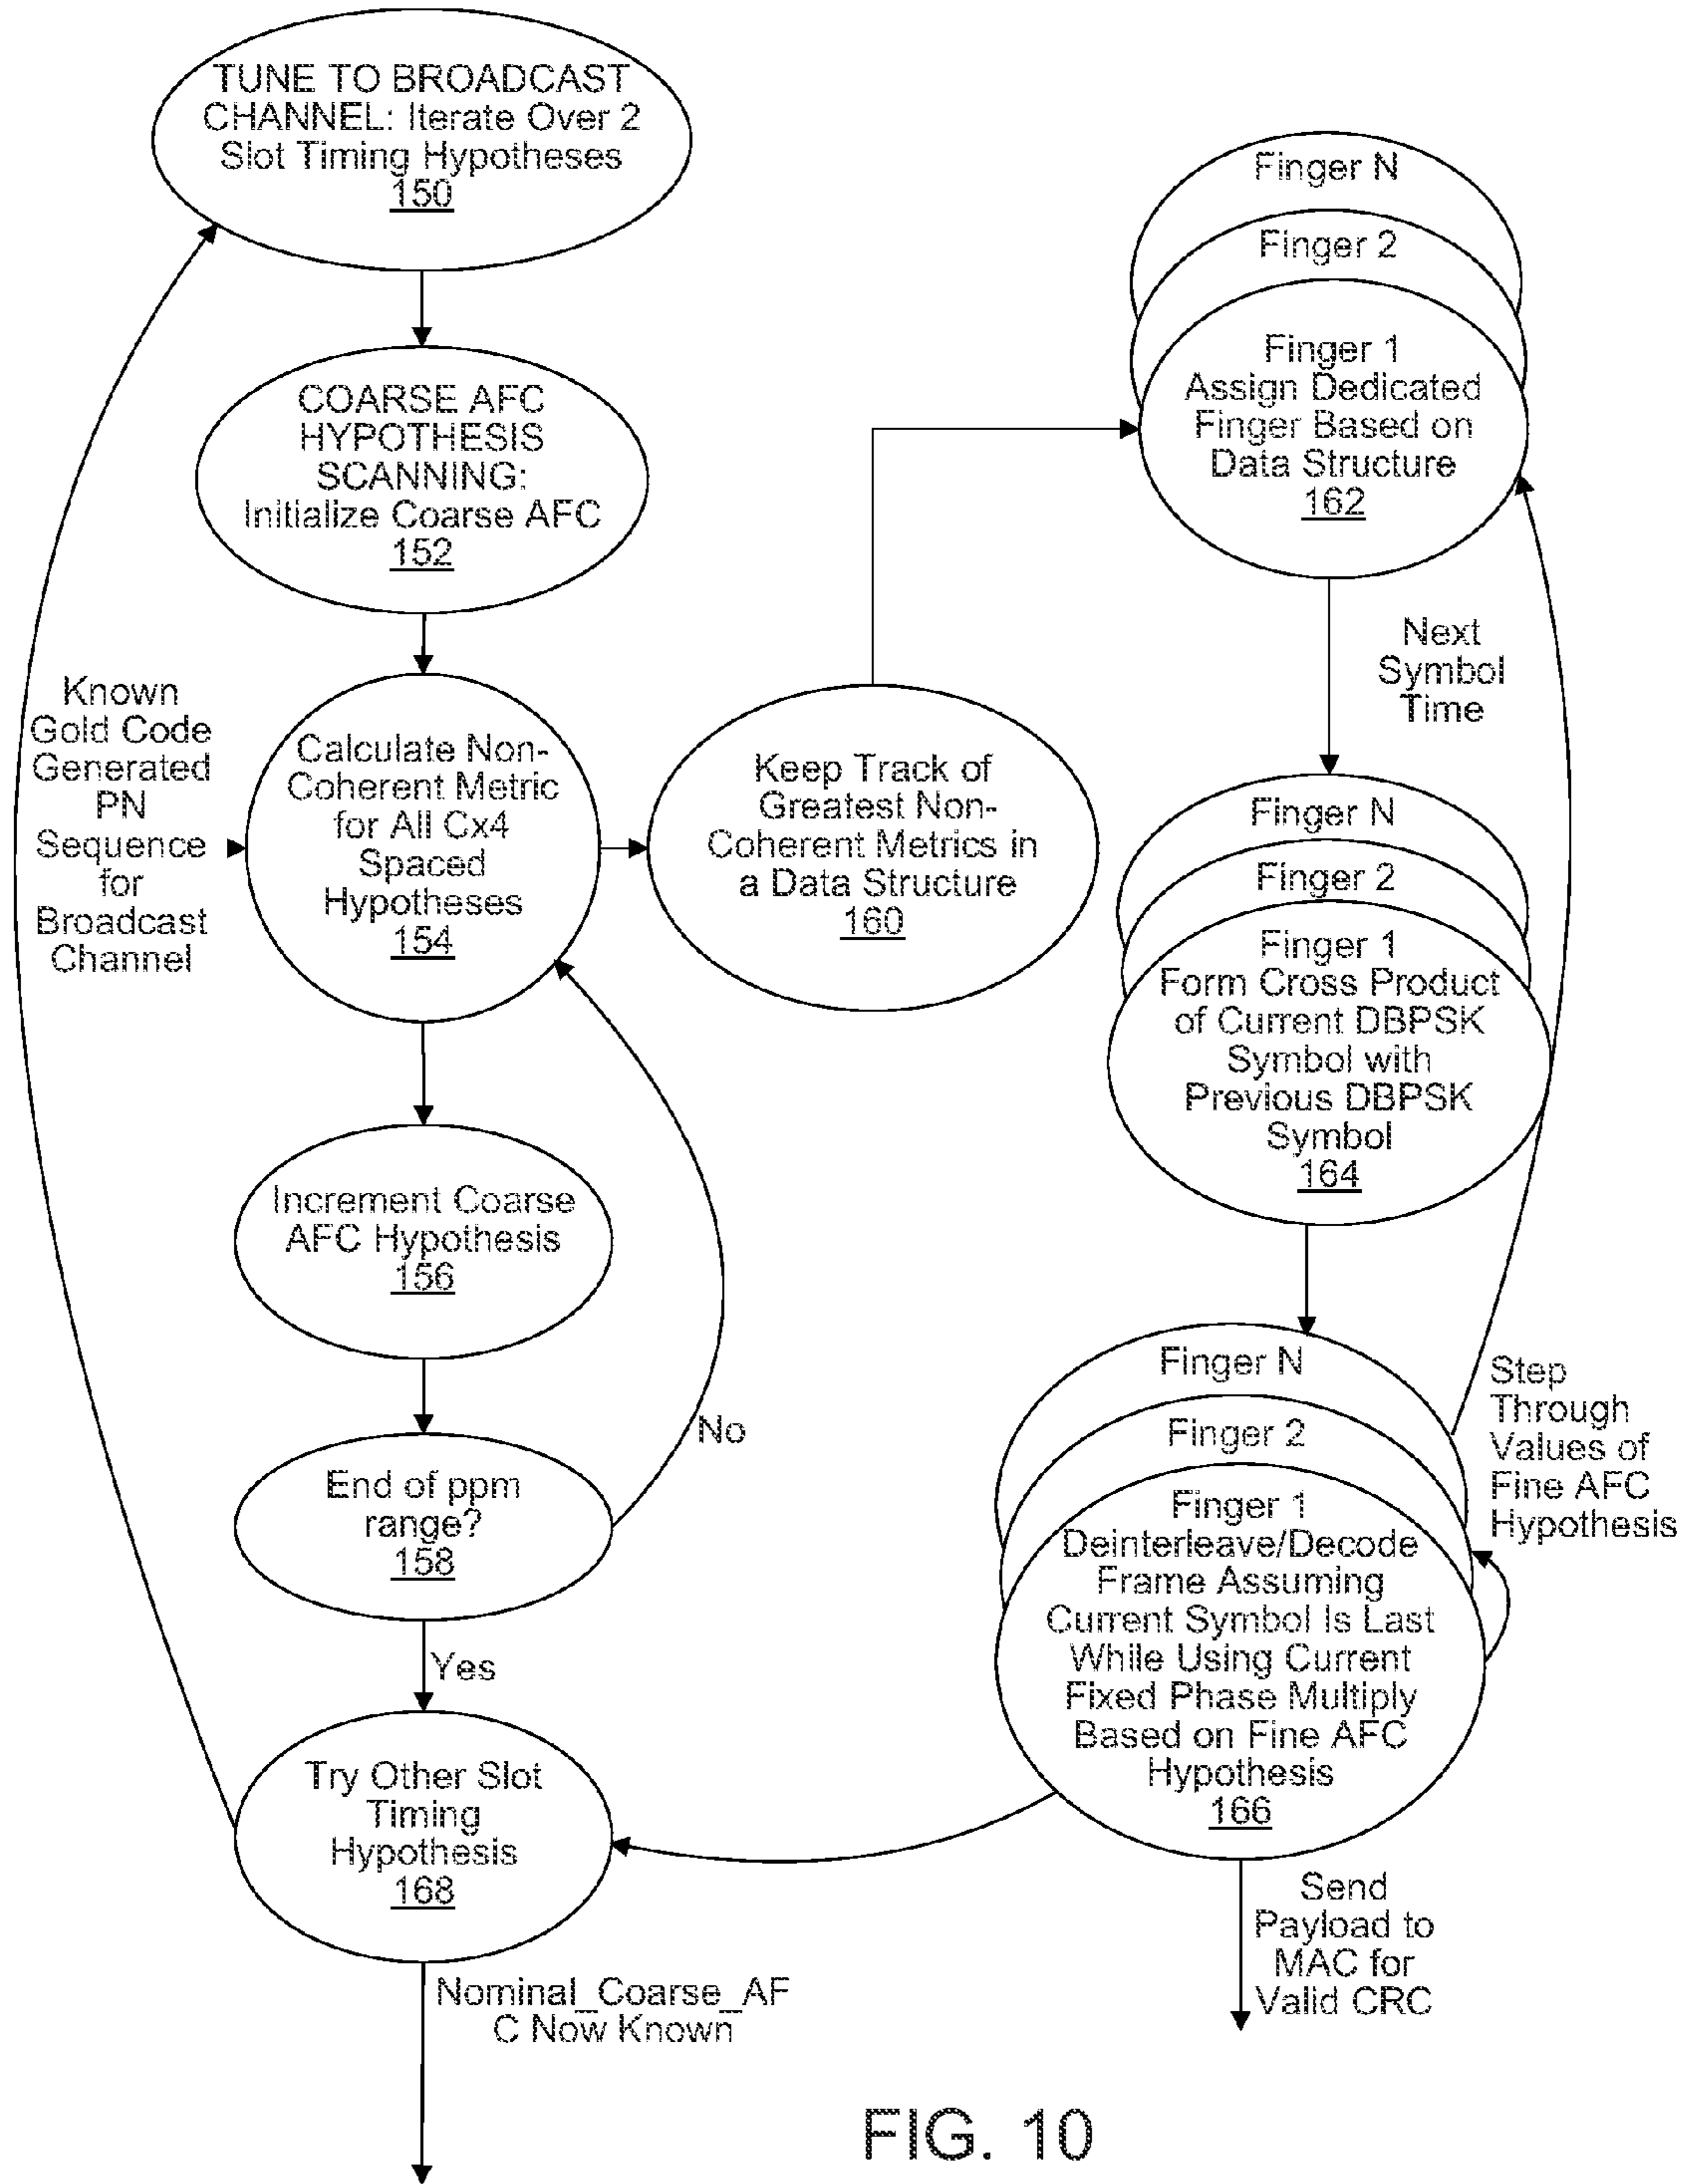 TUNE TO BROADCAST
CHANNEL: Iterate Over 2
Slot Timing Hypotheses
150
COARSE AFC
HYPOTHESIS
SCANNING:
Initialize Coarse AFC
152
Known
Gold Code
Generated
PN
Sequence
for
Broadcast
Channel
Calculate Non-
Coherent Metric
for All Cx4
Spaced
Hypotheses
154
Increment Coarse
AFC Hypothesis
156
End of ppm
range?
158
No
Yes
Try Other Slot
Timing
Hypothesis
168
Nominal_Coarse_AF
C Now Known
Keep Track of
Greatest Non-
Coherent Metrics in
a Data Structure
160
Finger N
Finger 2
Finger 1
Assign Dedicated
Finger Based on
Data Structure
162
Next
Symbol
Time
Finger N
Finger 2
Finger 1
Form Cross Product
of Current DBPSK
Symbol with
Previous DBPSK
Symbol
164
Finger N
Finger 2
Finger 1
Deinterleave/Decode
Frame Assuming
Current Symbol Is Last
While Using Current
Fixed Phase Multiply
Based on Fine AFC
Hypothesis
166
Step
Through
Values of
Fine AFC
Hypothesis
Send
Payload to
MAC for
Valid CRC
FIG. 10